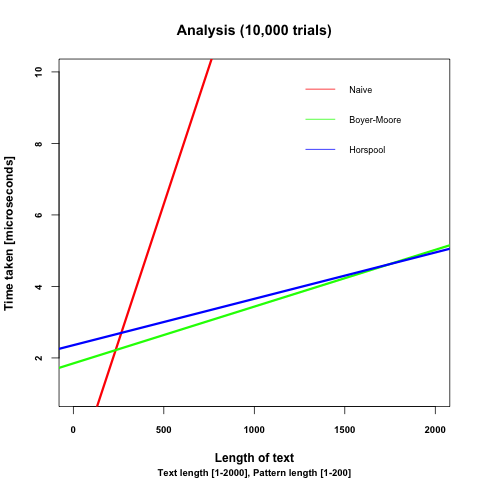 Analysis (10,000 trials)
Time taken [microseconds]
10
8
6
4
2
Naive
Boyer-Moore
Horspool
0 500 1000 1500 2000
Length of text
Text length [1-2000], Pattern length [1-200]